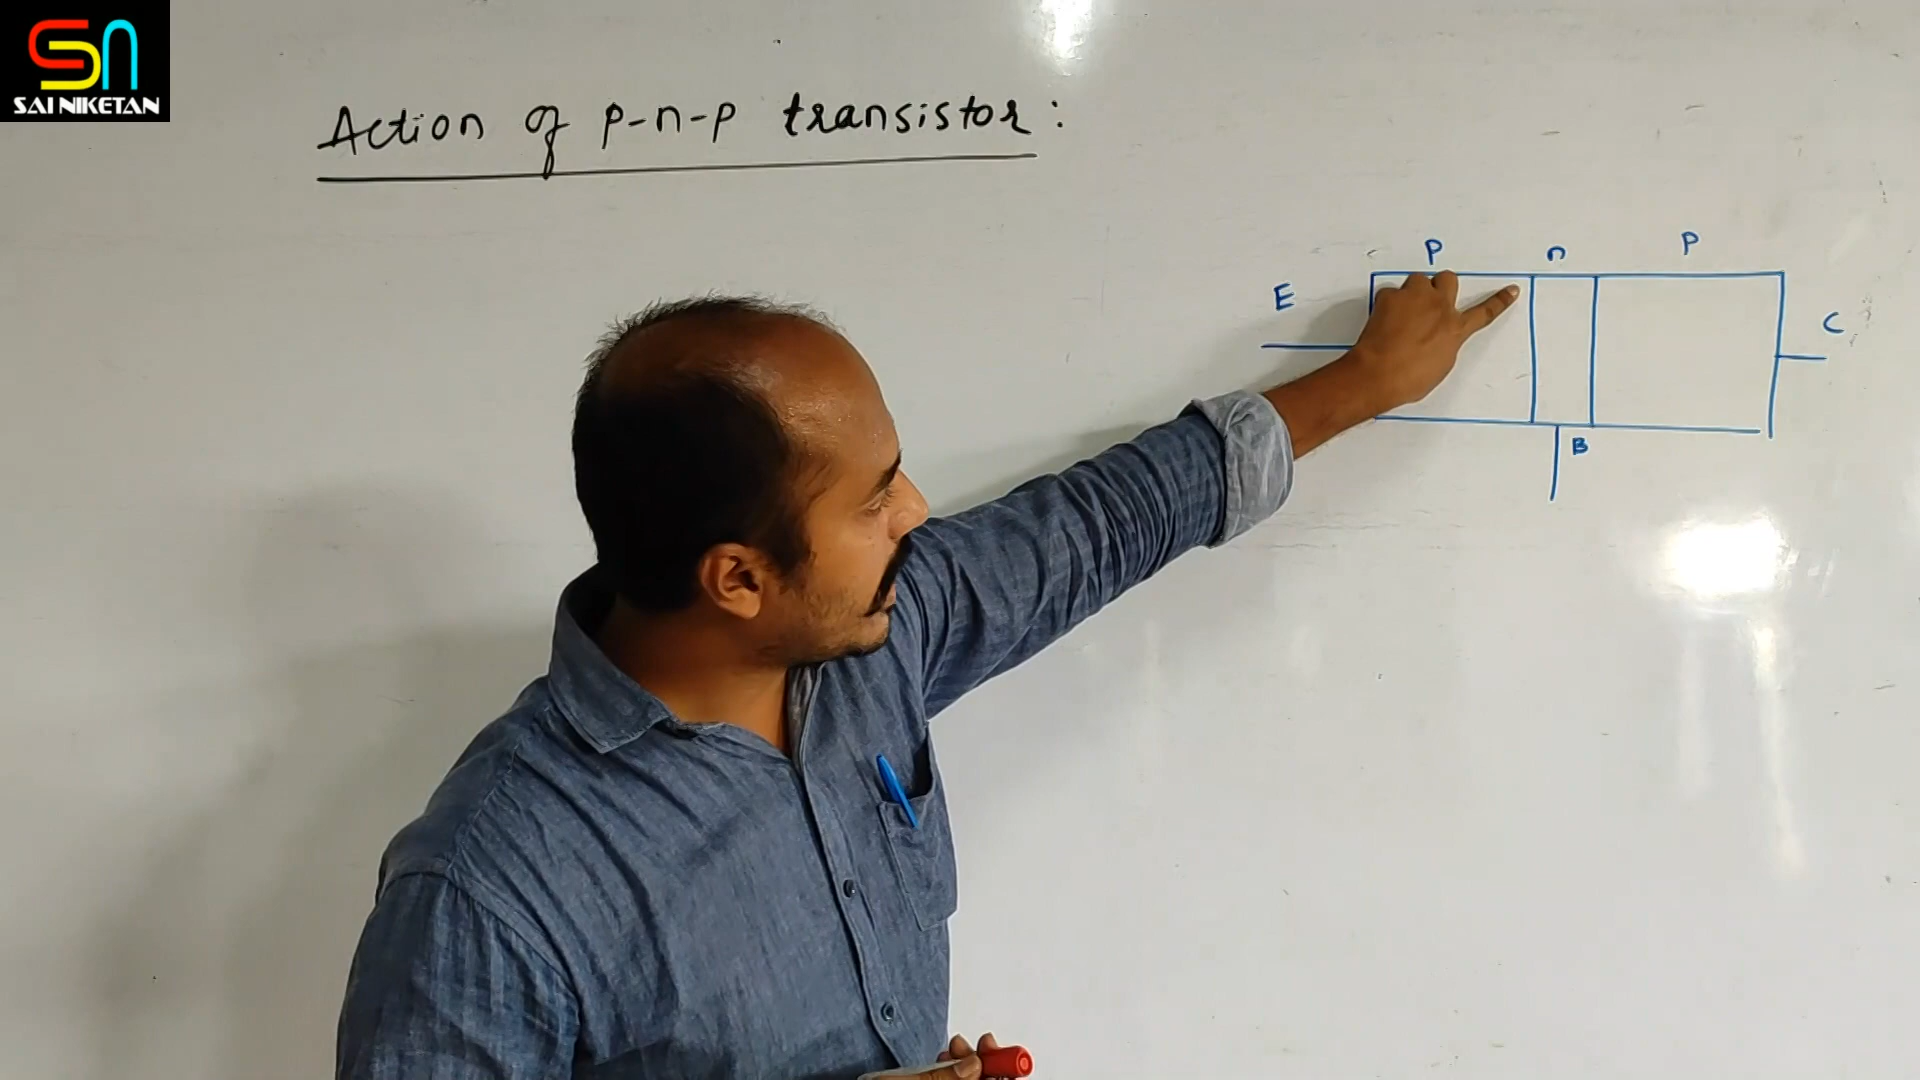 SAI NIKETAN
Action of p-n-p transistor:
P n P
E
C
B